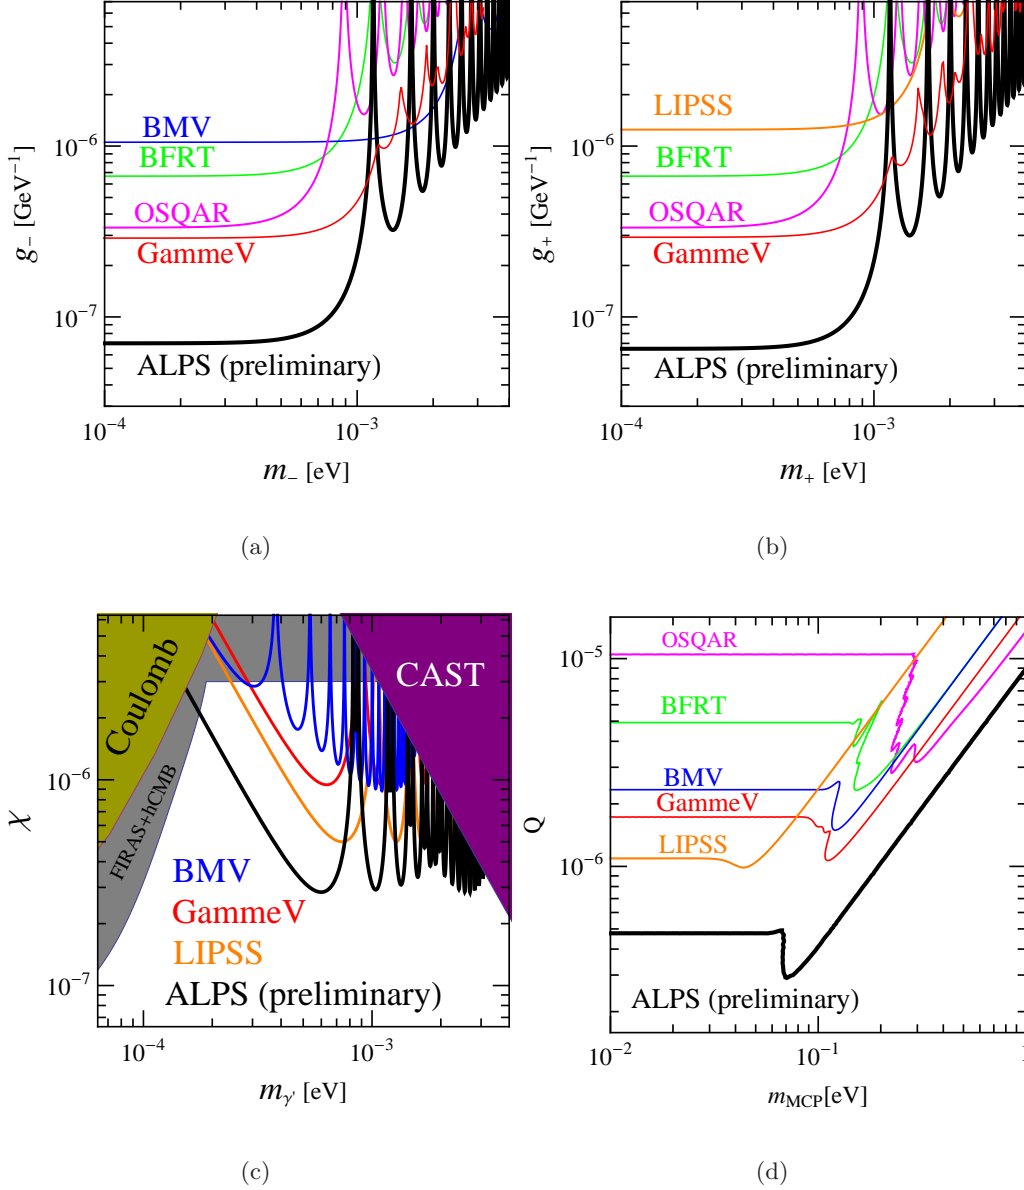 10⁻⁶
10⁻⁷
g₋ [GeV⁻¹]
BMV
BFRT
OSQAR
GammeV
ALPS (preliminary)
10⁻⁴
10⁻³
m₋ [eV]
(a)
10⁻⁶
10⁻⁷
g₊ [GeV⁻¹]
LIPSS
BFRT
OSQAR
GammeV
ALPS (preliminary)
10⁻⁴
10⁻³
m₊ [eV]
(b)
10⁻⁶
10⁻⁷
χ
Coulomb
FIRAS+hCMB
CAST
BMV
GammeV
LIPSS
ALPS (preliminary)
10⁻⁴
10⁻³
m_γ' [eV]
(c)
10⁻⁵
10⁻⁶
Q
OSQAR
BFRT
BMV
GammeV
LIPSS
ALPS (preliminary)
10⁻²
10⁻¹
m_MCP[eV]
(d)